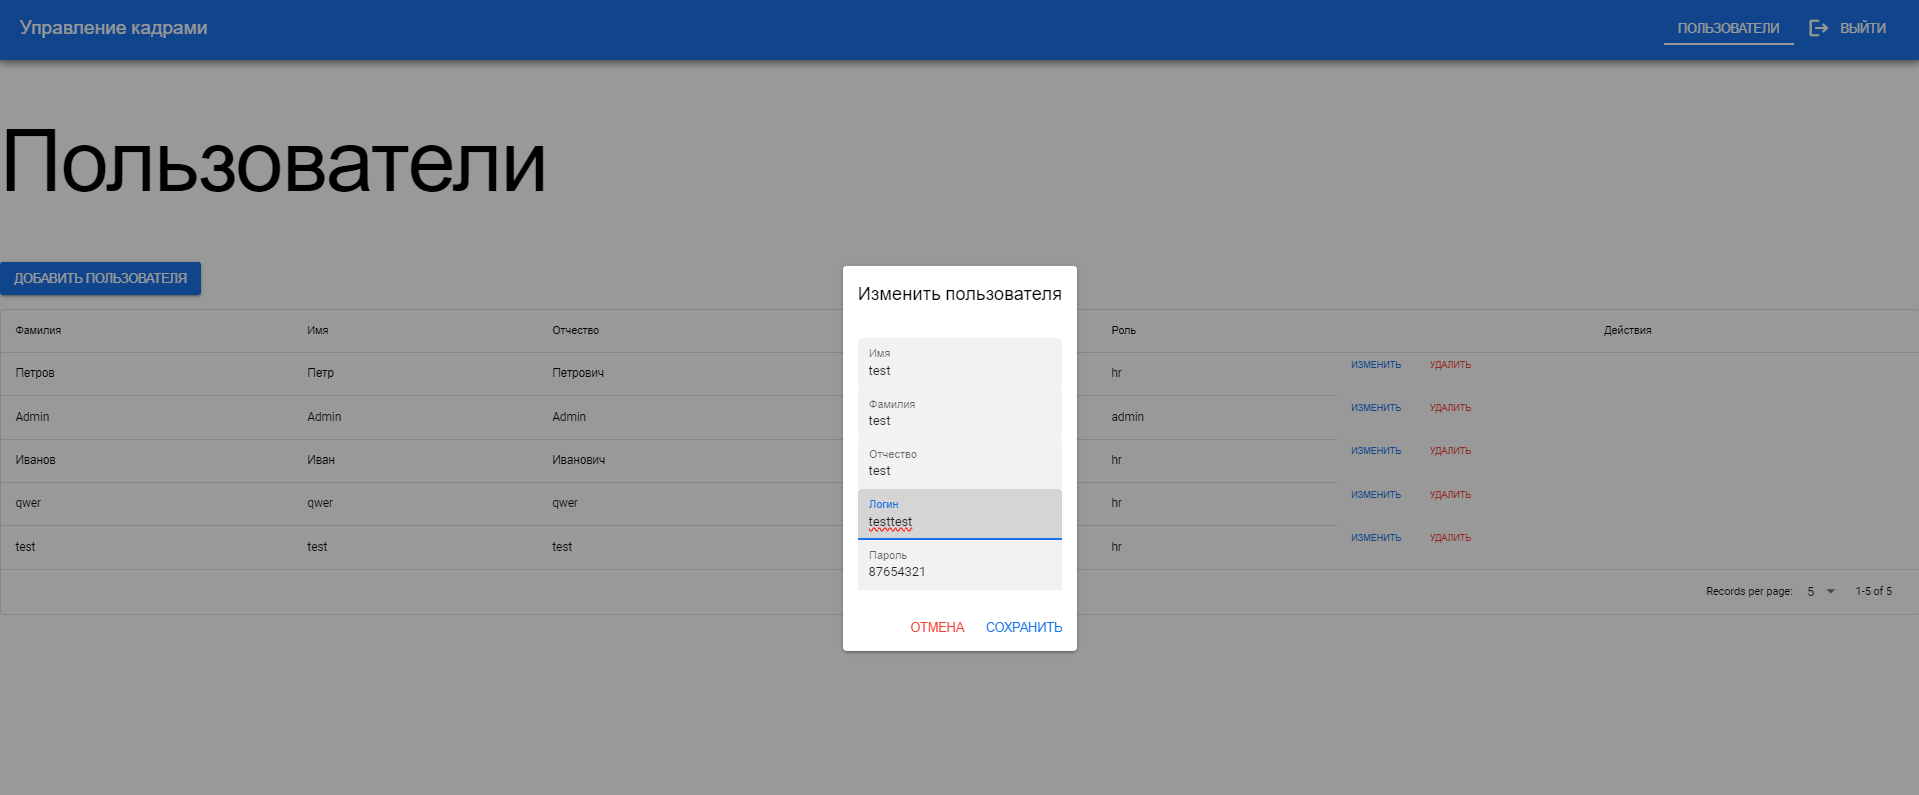 Управление кадрами
ПОЛЬЗОВАТЕЛИ ВЫЙТИ
Пользователи
ДОБАВИТЬ ПОЛЬЗОВАТЕЛЯ
Фамилия Имя Отчество Роль Действия
Петров Петр Петрович hr ИЗМЕНИТЬ УДАЛИТЬ
Admin Admin Admin admin ИЗМЕНИТЬ УДАЛИТЬ
Иванов Иван Иванович hr ИЗМЕНИТЬ УДАЛИТЬ
qwer qwer qwer hr ИЗМЕНИТЬ УДАЛИТЬ
test test test hr ИЗМЕНИТЬ УДАЛИТЬ
Records per page: 5 1-5 of 5
Изменить пользователя
Имя
test
Фамилия
test
Отчество
test
Логин
testtest
Пароль
87654321
ОТМЕНА СОХРАНИТЬ